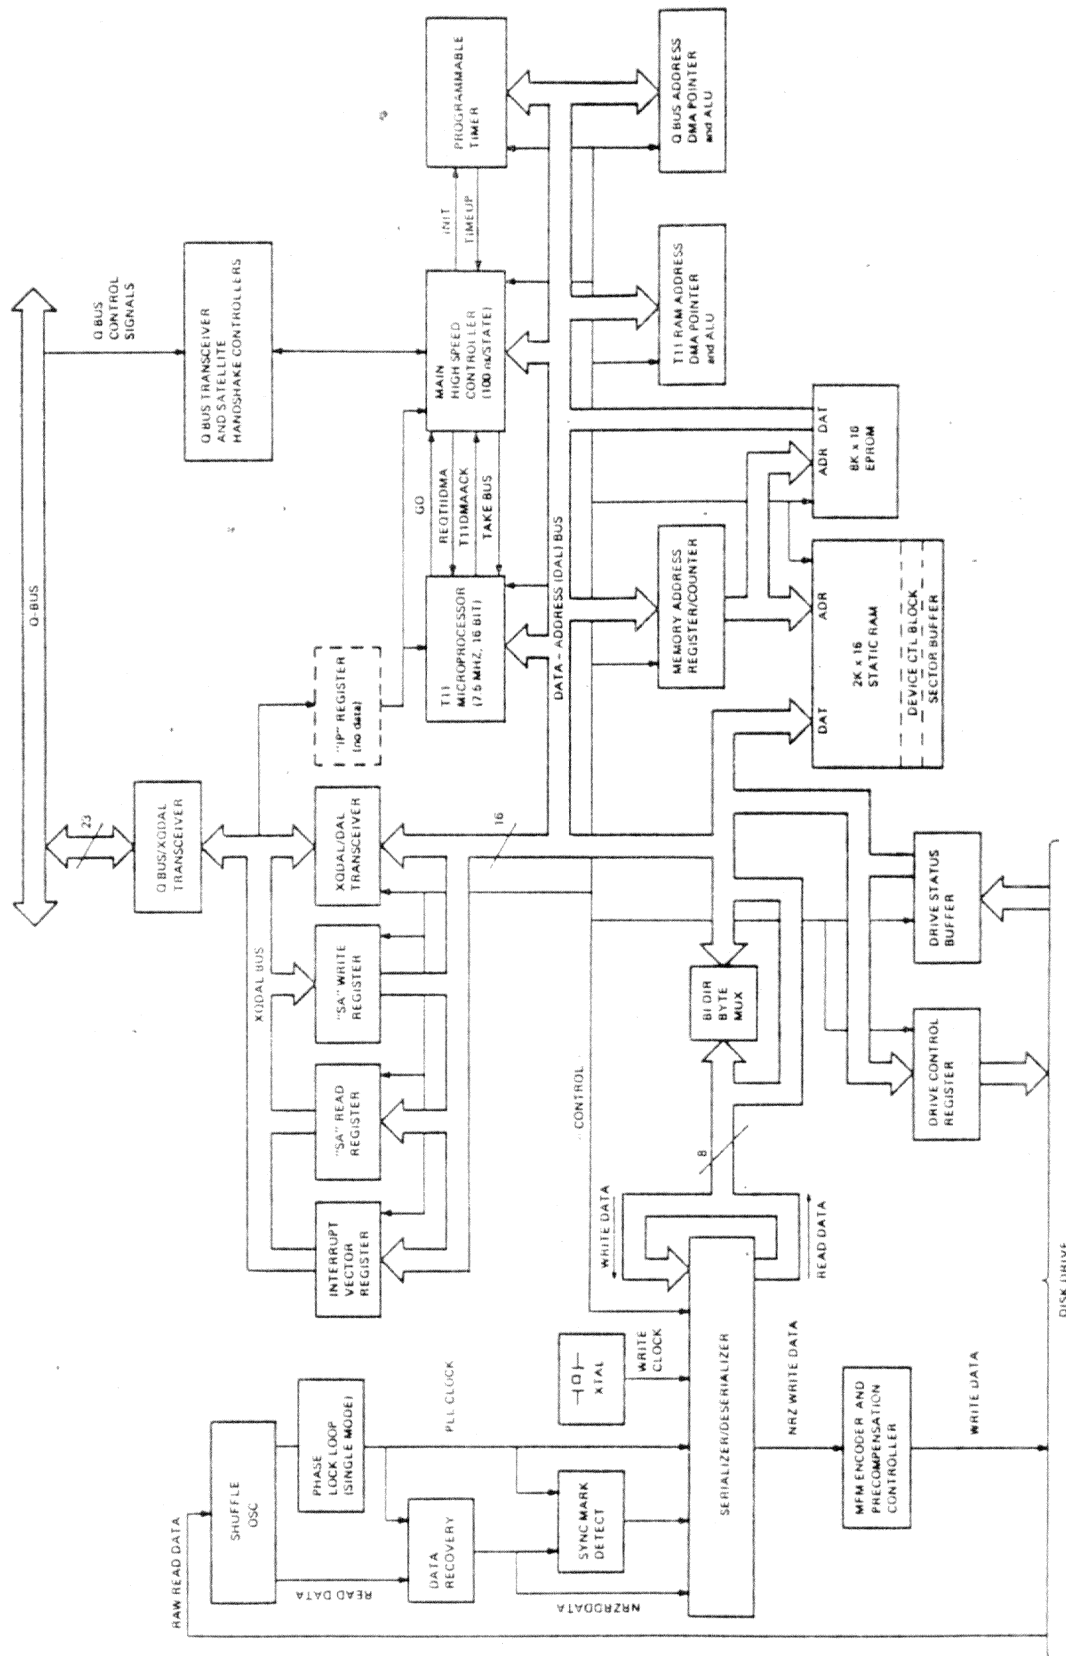 Q-BUS
Q BUS
CONTROL
SIGNALS
23
Q BUS/XQDAL
TRANSCEIVER
Q BUS TRANSCEIVER
AND SATELLITE
HANDSHAKE CONTROLLERS
XQDAL BUS
INTERRUPT
VECTOR
REGISTER
"SA" READ
REGISTER
"SA" WRITE
REGISTER
XQDAL/DAL
TRANSCEIVER
"IP" REGISTER
(no data)
GO
REQT11DMA
T11DMAACK
TAKE BUS
T11
MICROPROCESSOR
(7.5 MHZ, 16 BIT)
MAIN
HIGH SPEED
CONTROLLER
(100 ns/STATE)
INIT
TIMEUP
PROGRAMMABLE
TIMER
16
DATA - ADDRESS (DAL) BUS
CONTROL
MEMORY ADDRESS
REGISTER/COUNTER
T11 RAM ADDRESS
DMA POINTER
and ALU
Q BUS ADDRESS
DMA POINTER
and ALU
RAW READ DATA
SHUFFLE
OSC
PHASE
LOCK LOOP
(SINGLE MODE)
READ DATA
PLL CLOCK
DATA
RECOVERY
NRZRDDATA
SYNC MARK
DETECT
XTAL
WRITE
CLOCK
WRITE DATA
READ DATA
8
BI DIR
BYTE
MUX
SERIALIZER/DESERIALIZER
DAT
ADR
2K x 16
STATIC RAM
DEVICE CTL BLOCK
SECTOR BUFFER
ADR
DAT
8K x 16
EPROM
NRZ WRITE DATA
MFM ENCODER AND
PRECOMPENSATION
CONTROLLER
WRITE DATA
DRIVE CONTROL
REGISTER
DRIVE STATUS
BUFFER
DISK DRIVE